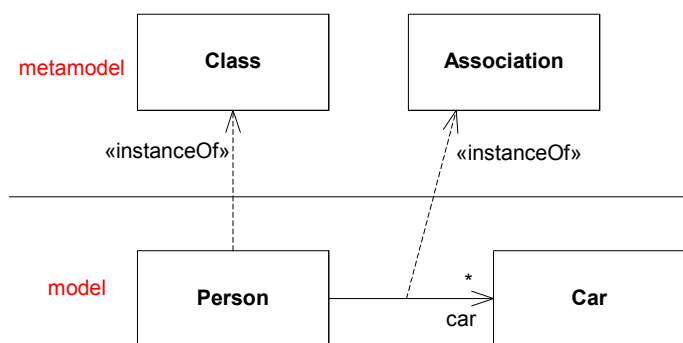 metamodel
Class
Association
«instanceOf»
«instanceOf»
model
Person
*
car
Car